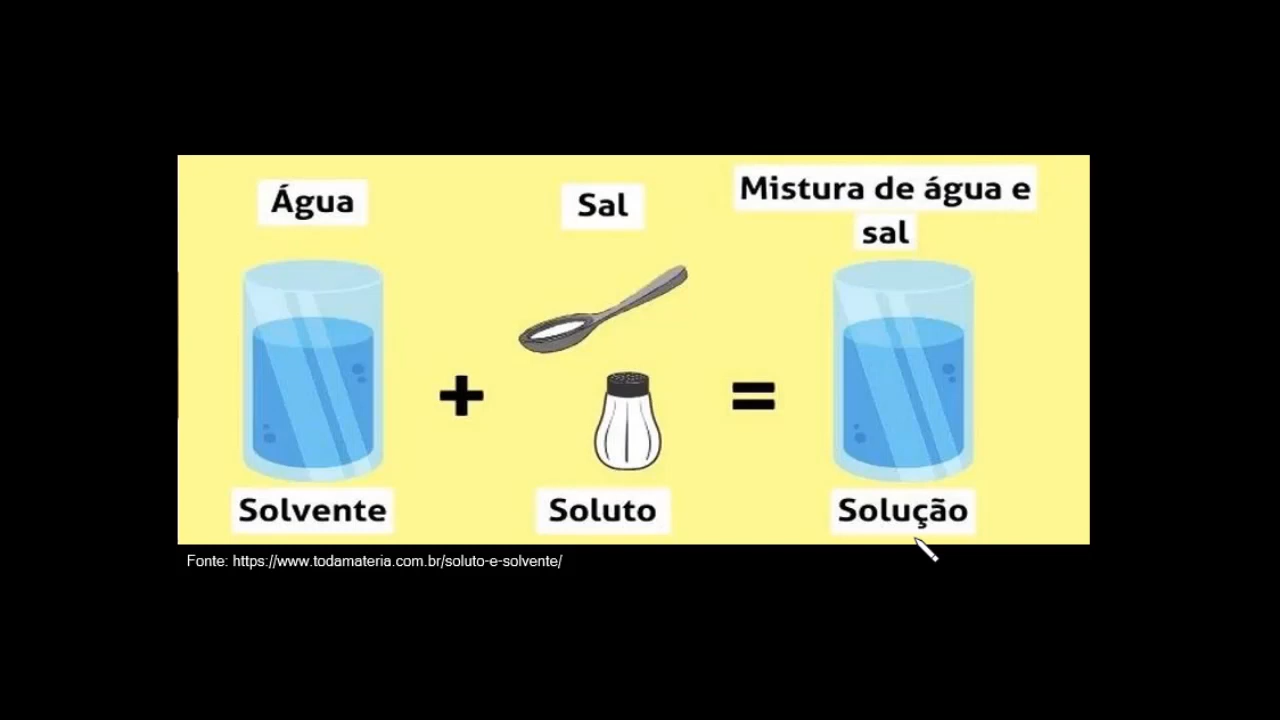 Água
Sal
Mistura de água e
sal
+
=
Solvente
Soluto
Solução
Fonte: https://www.todamateria.com.br/soluto-e-solvente/